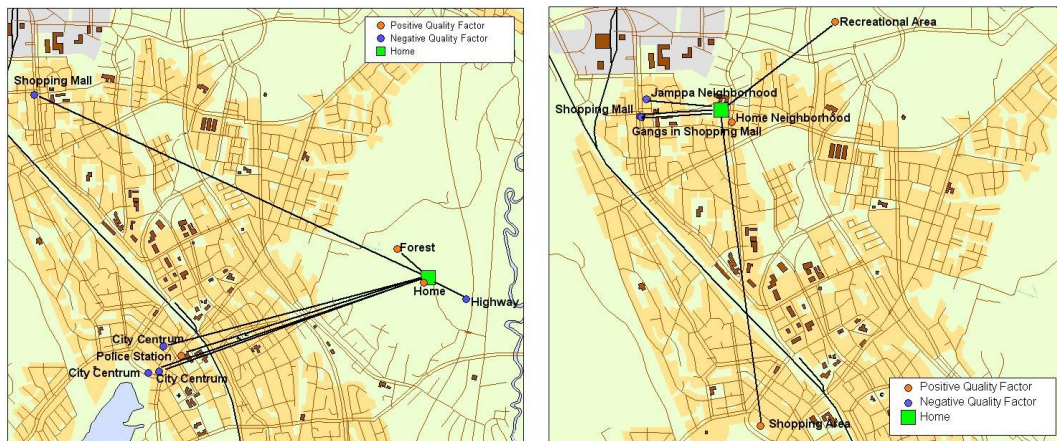 Positive Quality Factor
Negative Quality Factor
Home
Shopping Mall
Forest
Home
Highway
City Centrum
Police Station
City Centrum
City Centrum
Recreational Area
Jamppa Neighborhood
Shopping Mall
Home Neighborhood
Gangs in Shopping Mall
Shopping Area
Positive Quality Factor
Negative Quality Factor
Home